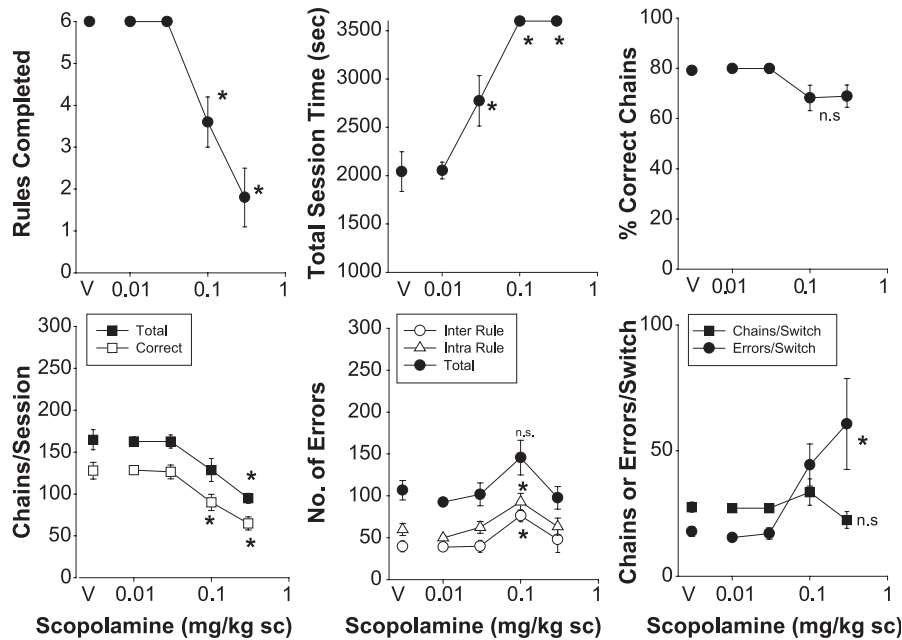 Rules Completed
6
5
4
3
2
1
0
V 0.01 0.1 1
*
*
Total Session Time (sec)
3500
3000
2500
2000
1500
1000
V 0.01 0.1 1
*
* *
% Correct Chains
100
80
60
40
20
0
V 0.01 0.1 1
n.s
Chains/Session
300
250
200
150
100
50
0
Total
Correct
*
*
*
V 0.01 0.1 1
Scopolamine (mg/kg sc)
No. of Errors
300
250
200
150
100
50
0
Inter Rule
Intra Rule
Total
n.s.
*
*
V 0.01 0.1 1
Scopolamine (mg/kg sc)
Chains or Errors/Switch
100
50
0
Chains/Switch
Errors/Switch
*
n.s
V 0.01 0.1 1
Scopolamine (mg/kg sc)